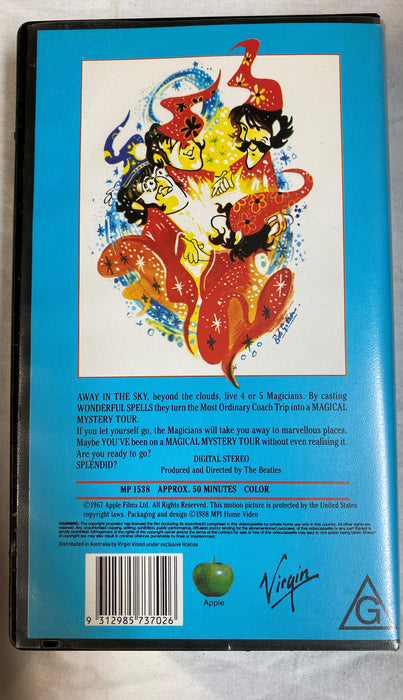 Bob Gibson
AWAY IN THE SKY, beyond the clouds, live 4 or 5 Magicians. By casting
WONDERFUL SPELLS they turn the Most Ordinary Coach Trip into a MAGICAL
MYSTERY TOUR.
If you let yourself go, the Magicians will take you away to marvellous places.
Maybe YOU'VE been on a MAGICAL MYSTERY TOUR without even realising it.
Are you ready to go?
SPLENDID?
DIGITAL STEREO
Produced and Directed by The Beatles
MP 1538 APPROX. 50 MINUTES COLOR
©1967 Apple Films Ltd. All Rights Reserved. This motion picture is protected by the United States
copyright laws. Packaging and design ©1988 MPI Home Video
Distributed in Australia by Virgin Vision under exclusive license
9 312985 737026
Apple
Virgin
G